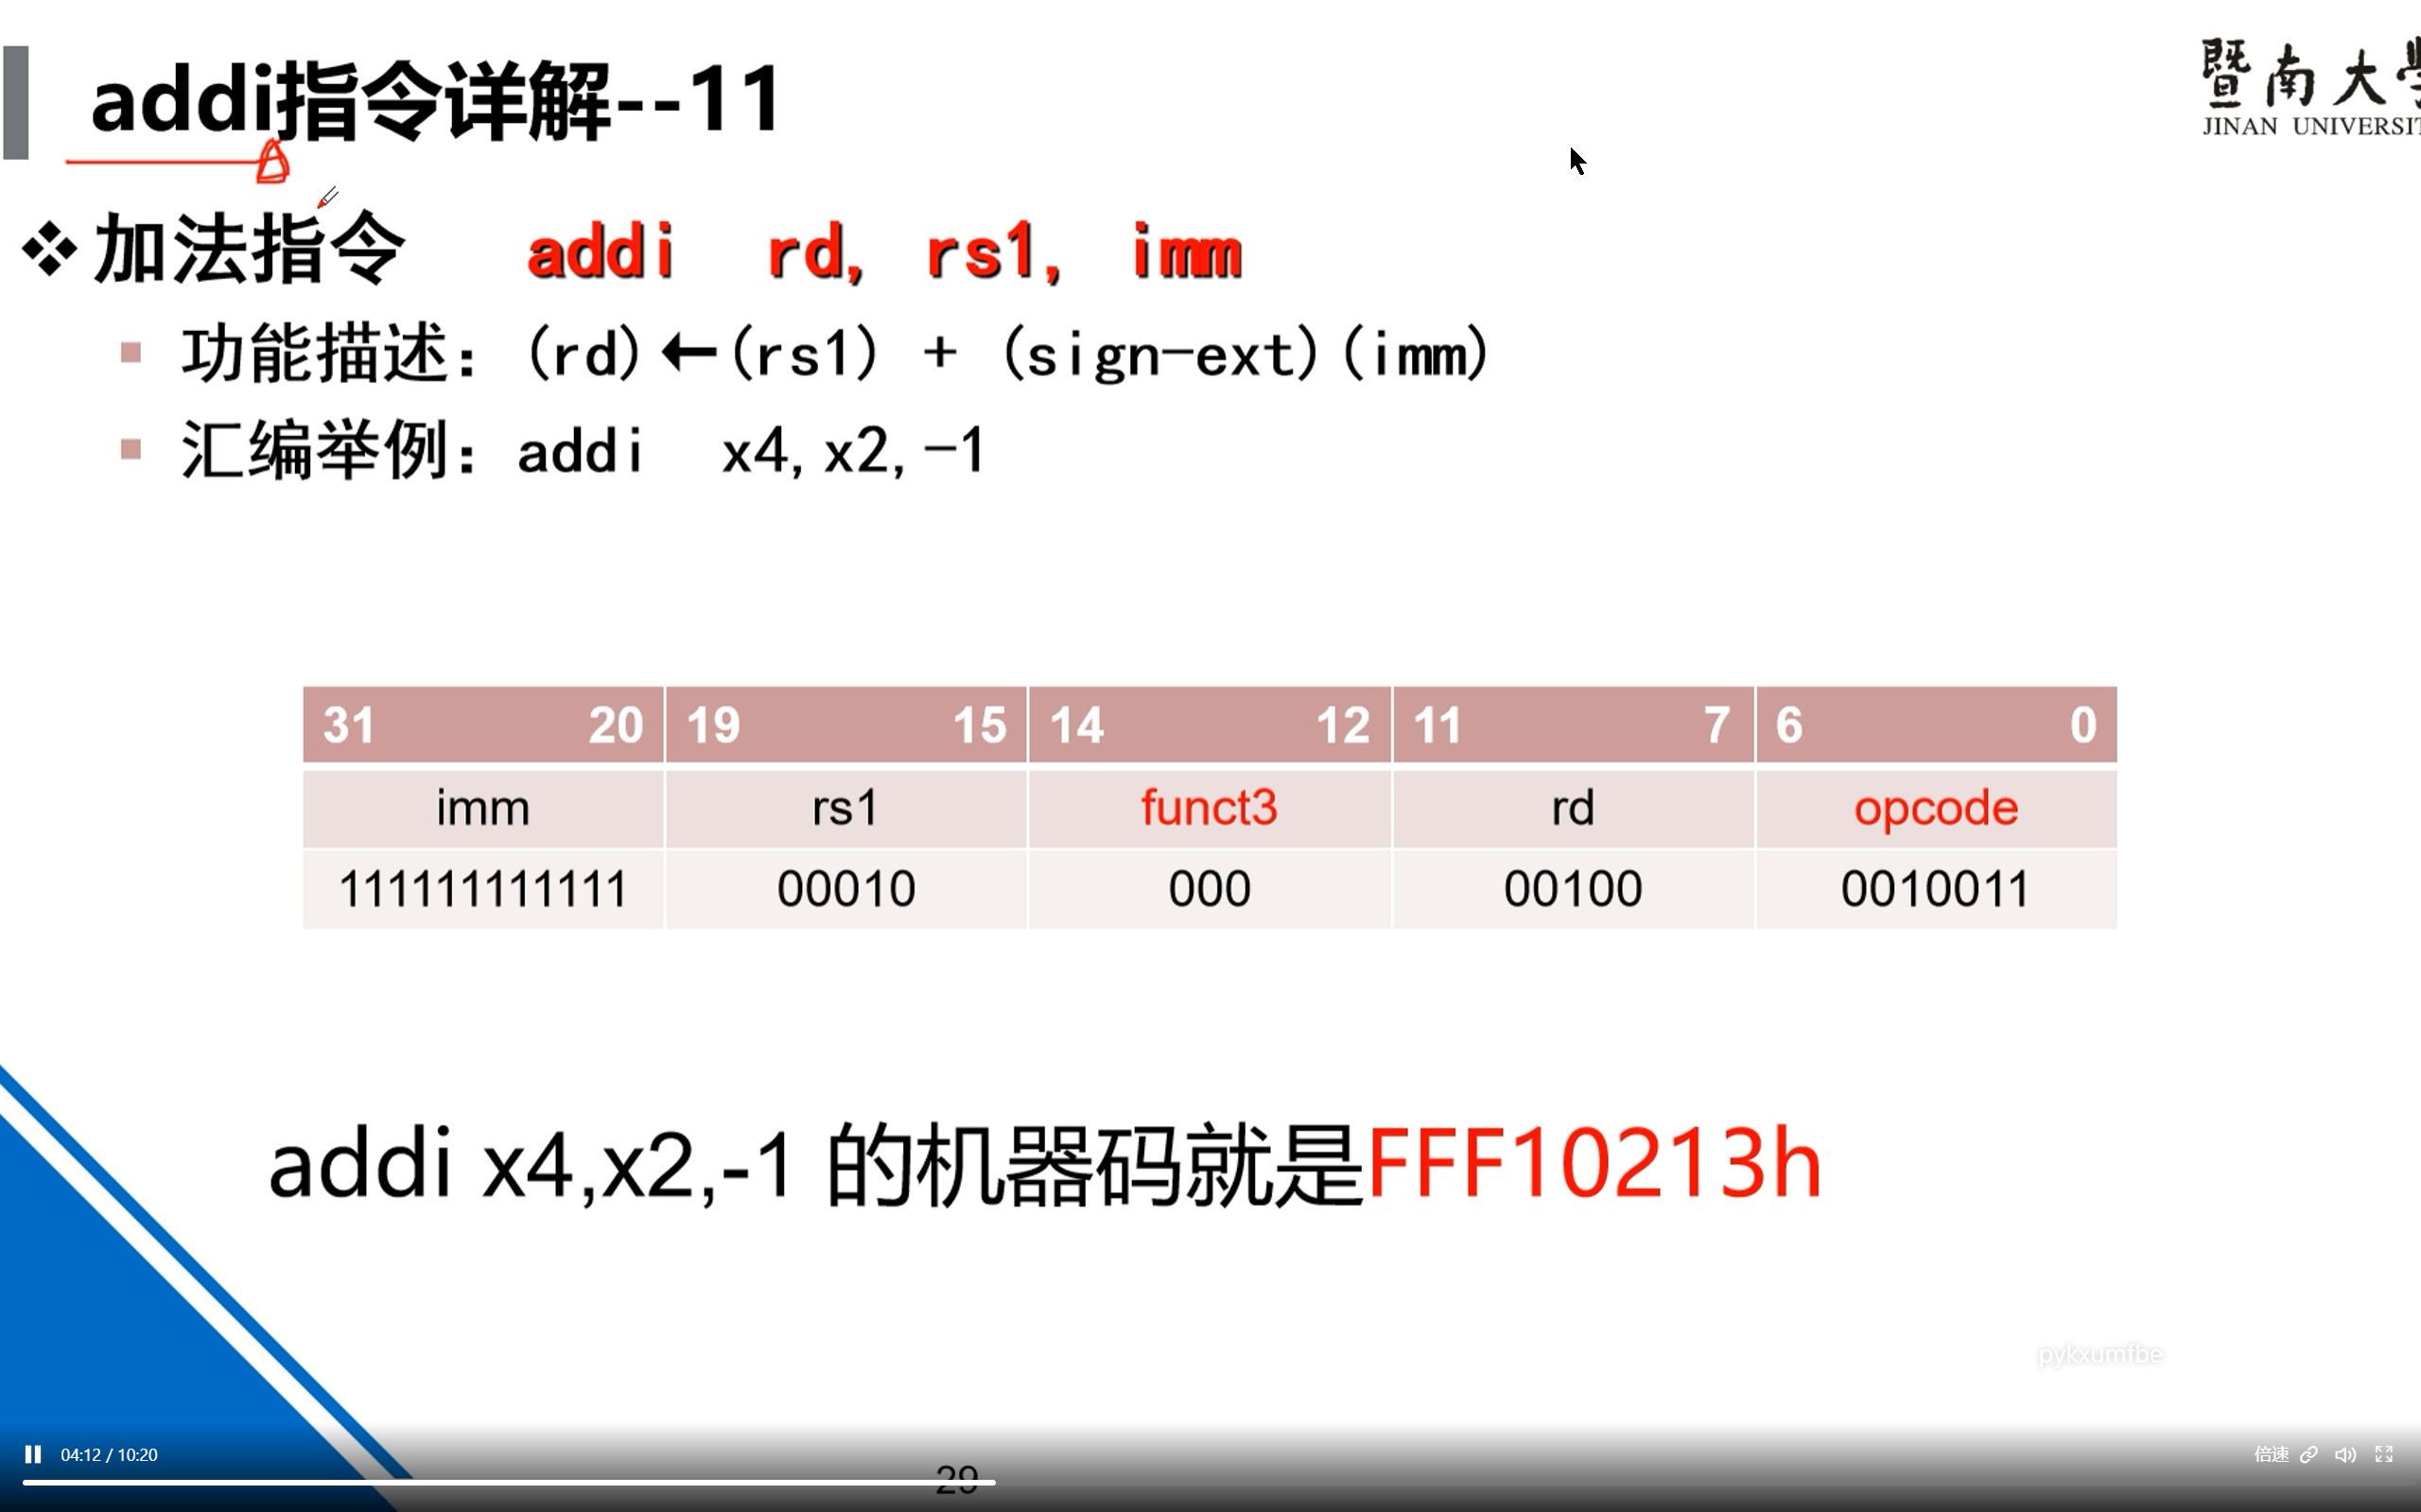 addi指令详解--11
暨南大
JINAN UNIVERSIT
❖加法指令 addi rd, rs1, imm
▪ 功能描述：(rd)←(rs1) + (sign-ext)(imm)
▪ 汇编举例：addi x4, x2, -1
31 20 19 15 14 12 11 7 6 0
imm rs1 funct3 rd opcode
111111111111 00010 000 00100 0010011
addi x4,x2,-1 的机器码就是FFF10213h
pykxumfbe
04:12 / 10:20
倍速
29